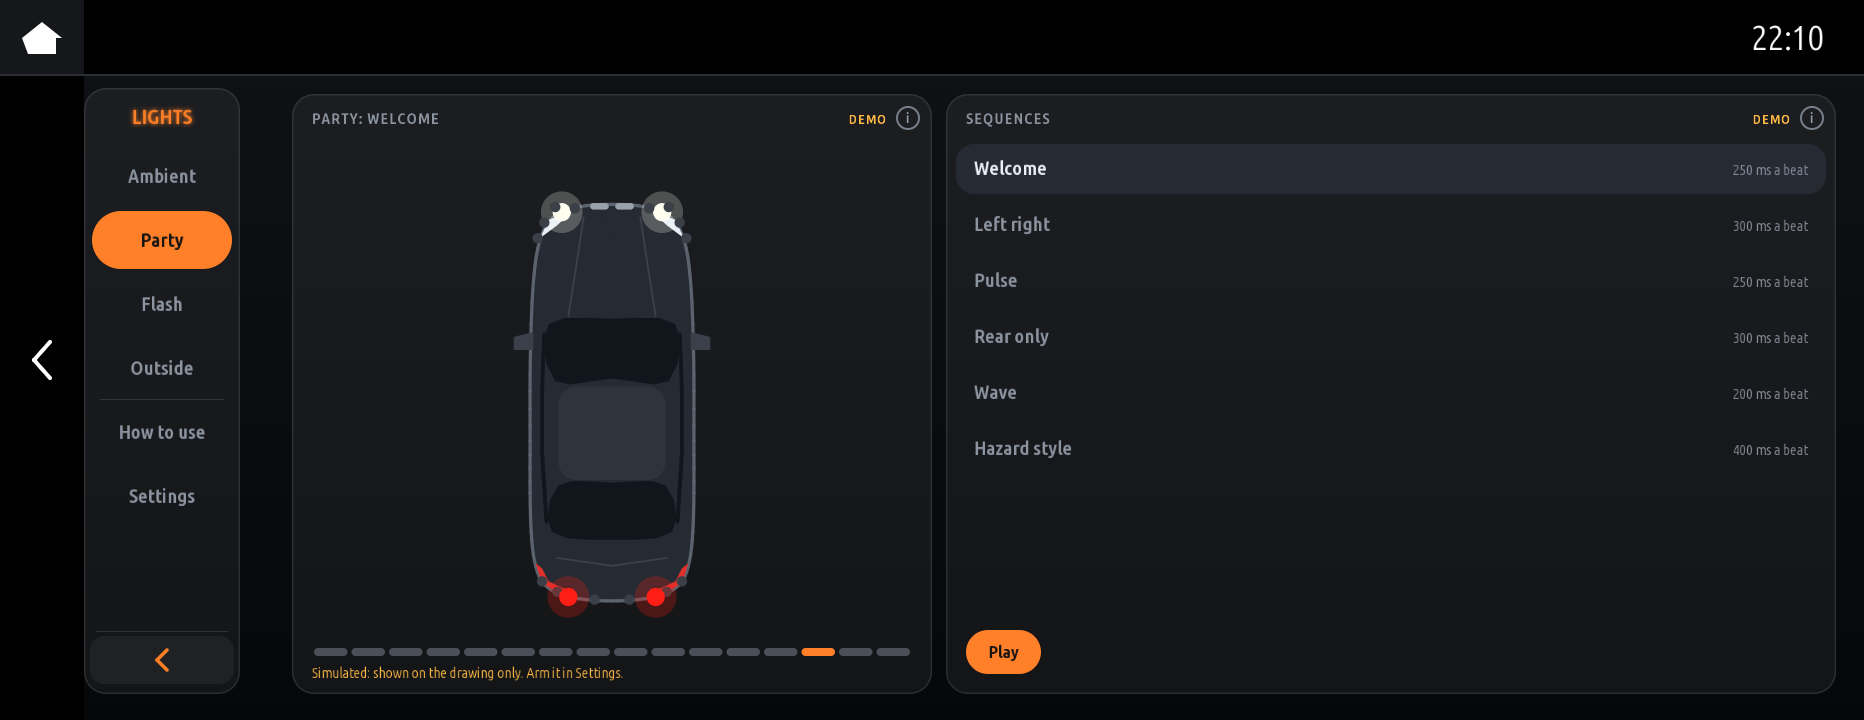 22:10
LIGHTS
Ambient
Party
Flash
Outside
How to use
Settings
PARTY: WELCOME
DEMO
i
Simulated: shown on the drawing only. Arm it in Settings.
SEQUENCES
DEMO
i
Welcome 250 ms a beat
Left right 300 ms a beat
Pulse 250 ms a beat
Rear only 300 ms a beat
Wave 200 ms a beat
Hazard style 400 ms a beat
Play